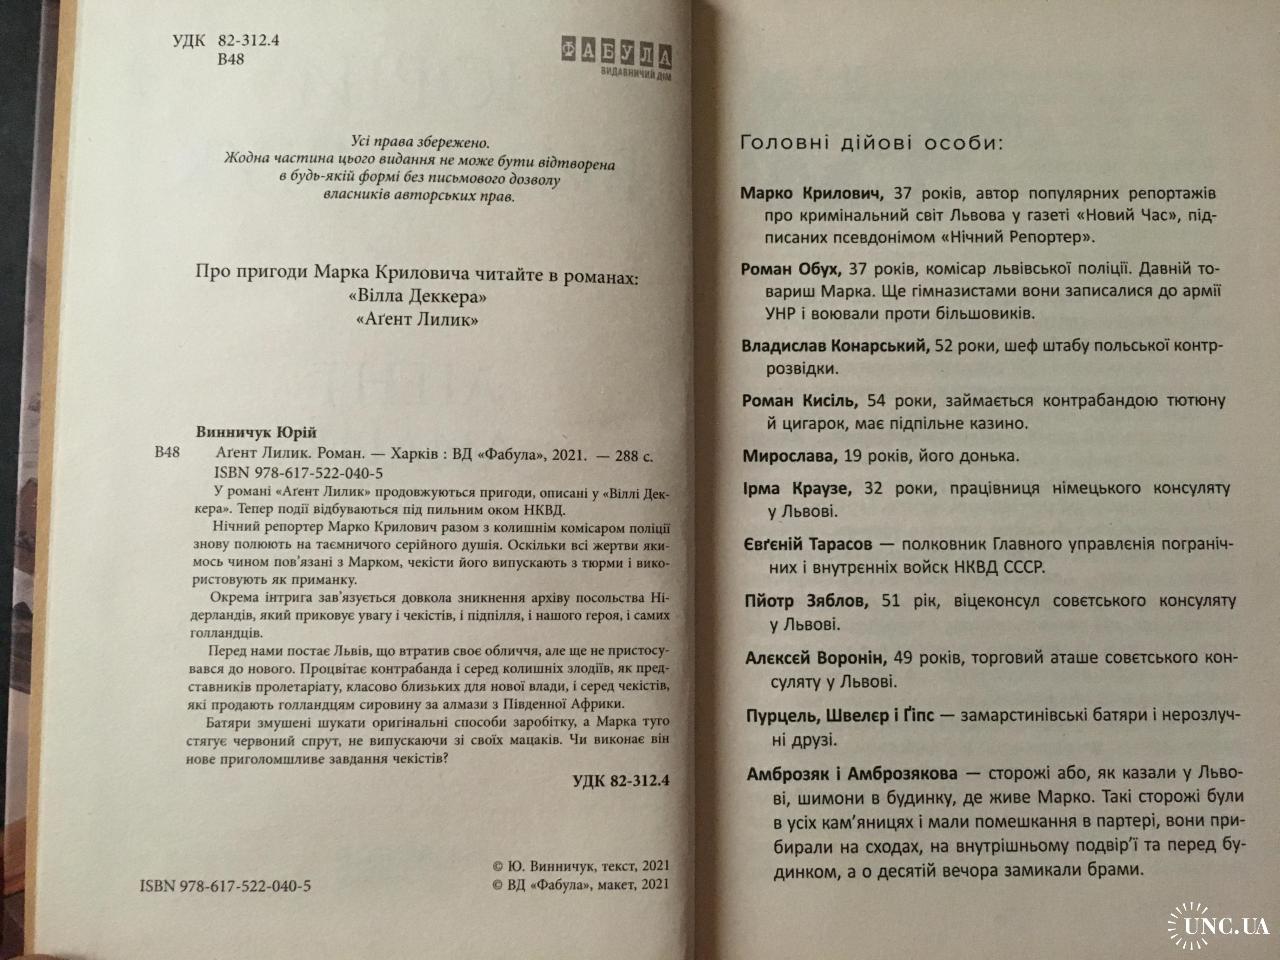 УДК 82-312.4
В48
ФАБУЛА
ВИДАВНИЧИЙ ДІМ
Усі права збережено.
Жодна частина цього видання не може бути відтворена
в будь-якій формі без письмового дозволу
власників авторських прав.
Про пригоди Марка Криловича читайте в романах:
«Вілла Деккера»
«Аґент Лилик»
Винничук Юрій
В48 Аґент Лилик. Роман. — Харків : ВД «Фабула», 2021. — 288 с.
ISBN 978-617-522-040-5
У романі «Аґент Лилик» продовжуються пригоди, описані у «Віллі Дек-
кера». Тепер події відбуваються під пильним оком НКВД.
Нічний репортер Марко Крилович разом з колишнім комісаром поліції
знову полюють на таємничого серійного душія. Оскільки всі жертви яки-
мось чином пов’язані з Марком, чекісти його випускають з тюрми і вико-
ристовують як приманку.
Окрема інтрига зав’язується довкола зникнення архіву посольства Ні-
дерландів, який приковує увагу і чекістів, і підпілля, і нашого героя, і самих
голландців.
Перед нами постає Львів, що втратив своє обличчя, але ще не пристосу-
вався до нового. Процвітає контрабанда і серед колишніх злодіїв, як пред-
ставників пролетаріату, класово близьких для нової влади, і серед чекістів,
які продають голландцям сировину за алмази з Південної Африки.
Батяри змушені шукати оригінальні способи заробітку, а Марка туго
стягує червоний спрут, не випускаючи зі своїх мацаків. Чи виконає він
нове приголомшливе завдання чекістів?
УДК 82-312.4
© Ю. Винничук, текст, 2021
ISBN 978-617-522-040-5 © ВД «Фабула», макет, 2021
Головні дійові особи:
Марко Крилович, 37 років, автор популярних репортажів
про кримінальний світ Львова у газеті «Новий Час», під-
писаних псевдонімом «Нічний Репортер».
Роман Обух, 37 років, комісар львівської поліції. Давній то-
вариш Марка. Ще гімназистами вони записалися до армії
УНР і воювали проти більшовиків.
Владислав Конарський, 52 роки, шеф штабу польської контр-
розвідки.
Роман Кисіль, 54 роки, займається контрабандою тютюну
й цигарок, має підпільне казино.
Мирослава, 19 років, його донька.
Ірма Краузе, 32 роки, працівниця німецького консуляту
у Львові.
Євґєній Тарасов — полковник Главного управлєнія пограніч-
них і внутрєнніх войск НКВД СССР.
Пйотр Зяблов, 51 рік, віцеконсул совєтського консуляту
у Львові.
Алєксєй Воронін, 49 років, торговий аташе совєтського кон-
суляту у Львові.
Пурцель, Швелєр і Ґіпс — замарстинівські батяри і нерозлуч-
ні друзі.
Амброзяк і Амброзякова — сторожі або, як казали у Льво-
ві, шимони в будинку, де живе Марко. Такі сторожі були
в усіх кам’яницях і мали помешкання в партері, вони при-
бирали на сходах, на внутрішньому подвір’ї та перед бу-
динком, а о десятій вечора замикали брами.
UNC.UA